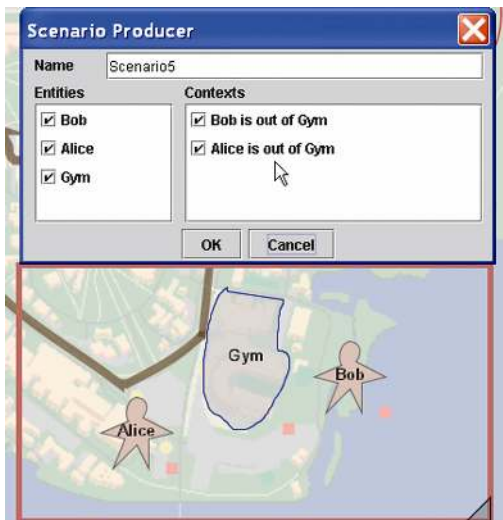 Scenario Producer
Name Scenario5
Entities Contexts
Bob Bob is out of Gym
Alice Alice is out of Gym
Gym
OK Cancel
Gym
Bob
Alice